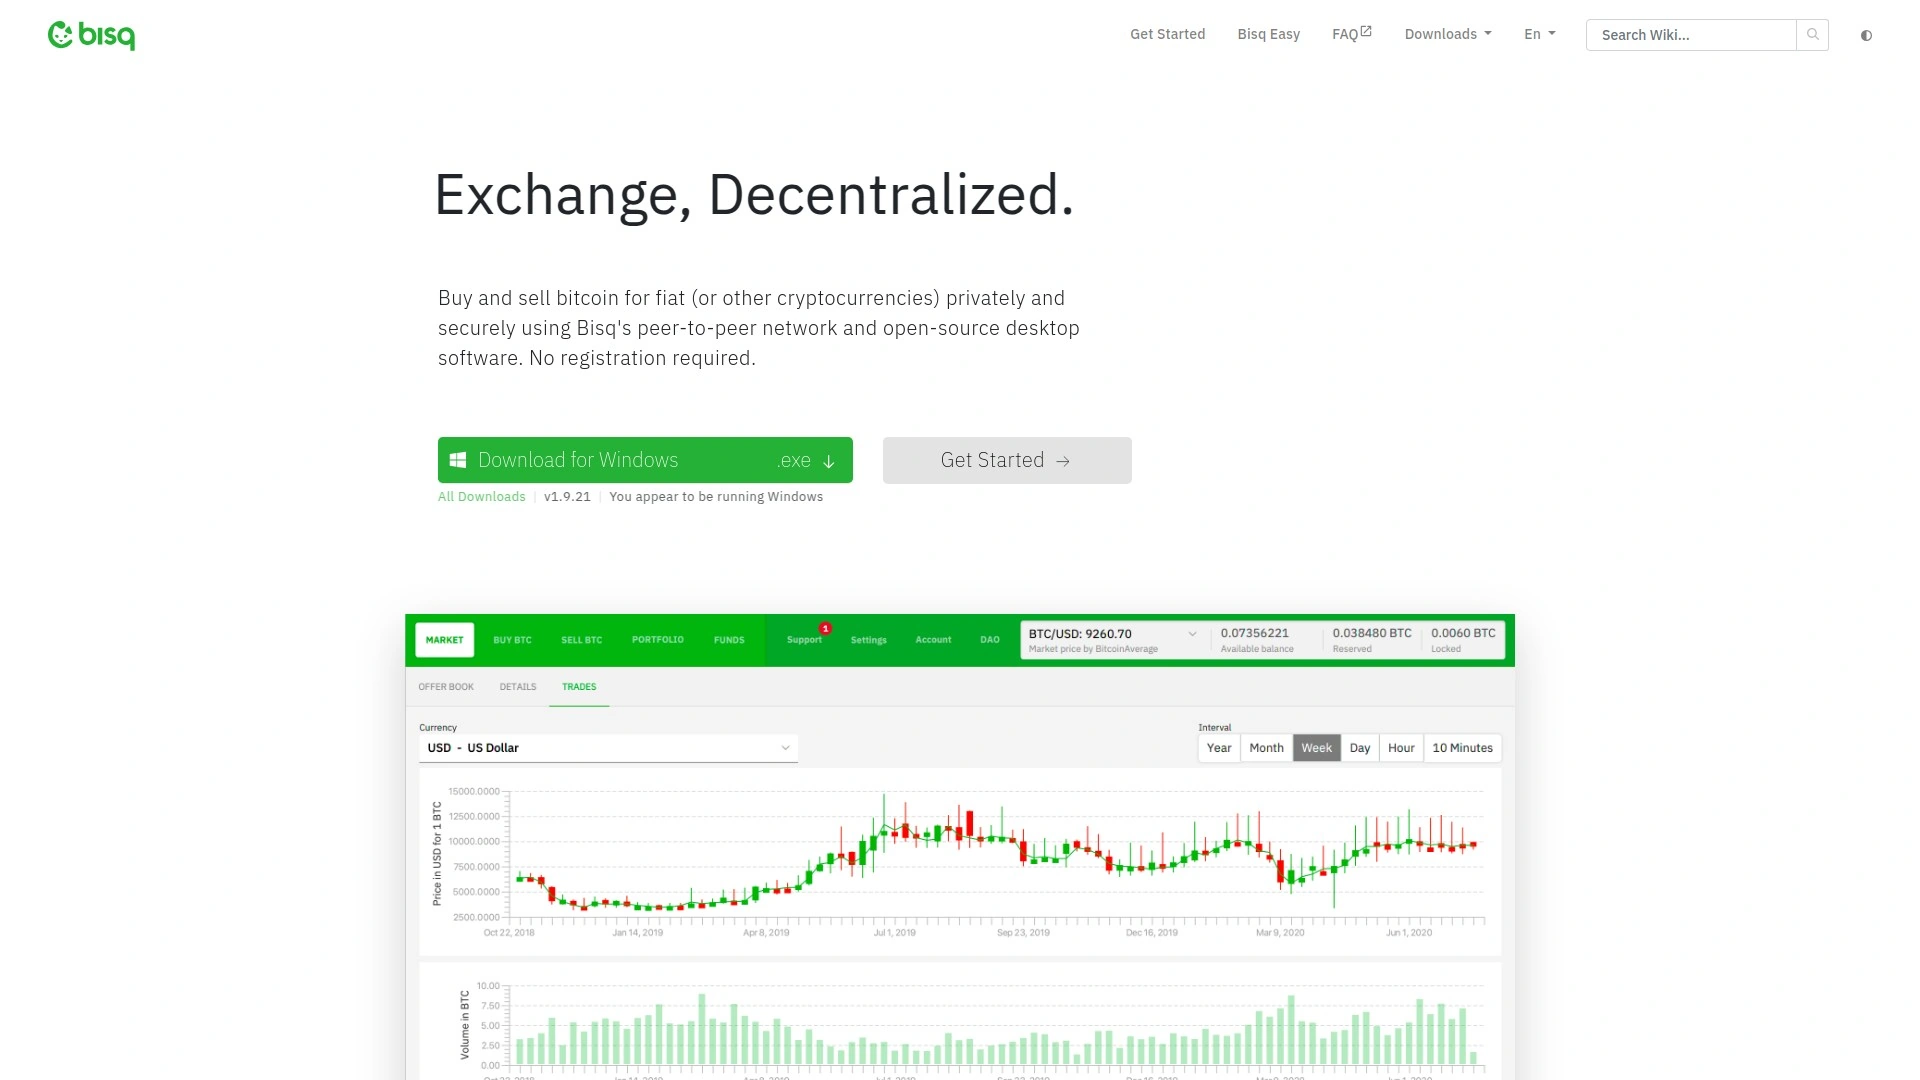 bisq
Get Started
Bisq Easy
FAQ
Downloads
En
Search Wiki...
Exchange, Decentralized.
Buy and sell bitcoin for fiat (or other cryptocurrencies) privately and
securely using Bisq's peer-to-peer network and open-source desktop
software. No registration required.
Download for Windows .exe
Get Started
All Downloads | v1.9.21 | You appear to be running Windows
MARKET
BUY BTC
SELL BTC
PORTFOLIO
FUNDS
Support
1
Settings
Account
DAO
BTC/USD: 9260.70
Market price by BitcoinAverage
0.07356221
Available balance
0.038480 BTC
Reserved
0.0060 BTC
Locked
OFFER BOOK
DETAILS
TRADES
Currency
USD - US Dollar
Interval
Year
Month
Week
Day
Hour
10 Minutes
Price in USD for 1 BTC
15000.0000
12500.0000
10000.0000
7500.0000
5000.0000
2500.0000
Oct 22, 2018
Jan 14, 2019
Apr 8, 2019
Jul 1, 2019
Sep 23, 2019
Dec 16, 2019
Mar 9, 2020
Jun 1, 2020
Volume in BTC
10.00
7.50
5.00
2.50
0.00